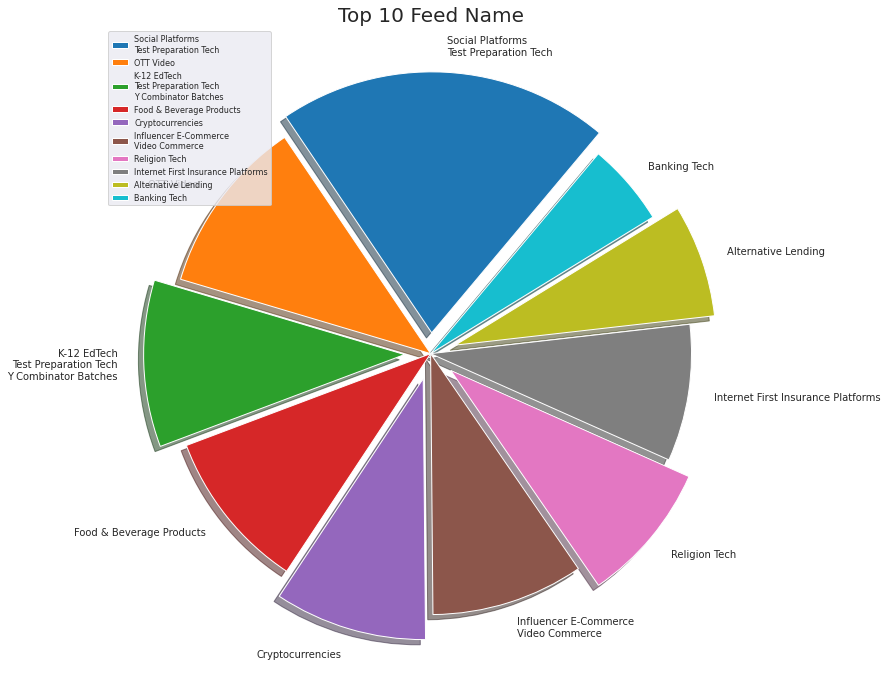 Top 10 Feed Name
Social Platforms
Test Preparation Tech
OTT Video
K-12 EdTech
Test Preparation Tech
Y Combinator Batches
Food & Beverage Products
Cryptocurrencies
Influencer E-Commerce
Video Commerce
Religion Tech
Internet First Insurance Platforms
Alternative Lending
Banking Tech
Social Platforms
Test Preparation Tech
Banking Tech
Alternative Lending
Internet First Insurance Platforms
Religion Tech
Influencer E-Commerce
Video Commerce
Cryptocurrencies
Food & Beverage Products
K-12 EdTech
Test Preparation Tech
Y Combinator Batches